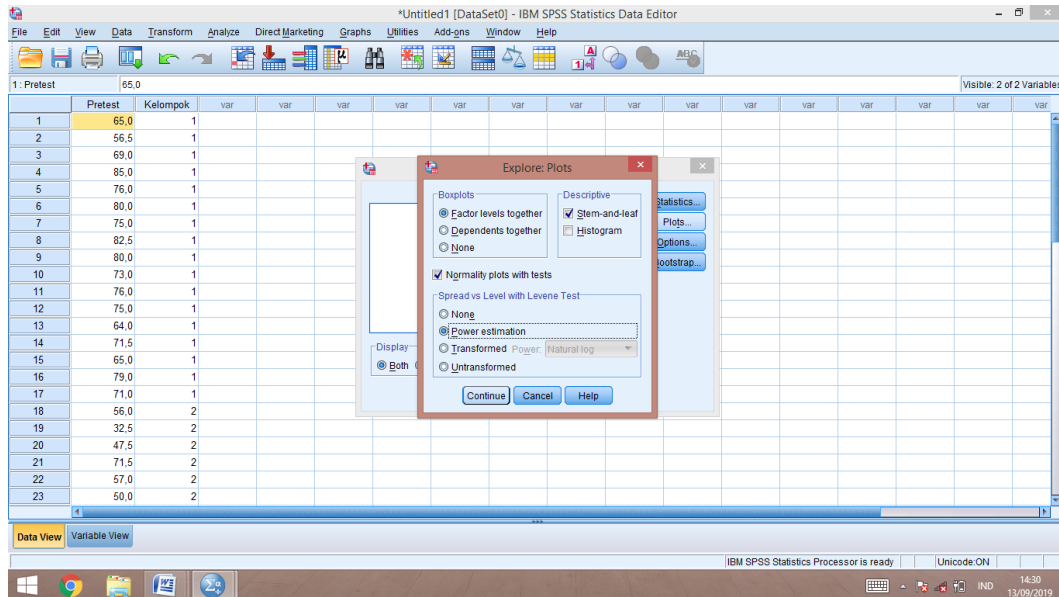 *Untitled1 [DataSet0] - IBM SPSS Statistics Data Editor
File Edit View Data Transform Analyze Direct Marketing Graphs Utilities Add-ons Window Help
1 : Pretest 65,0 Visible: 2 of 2 Variables
Pretest Kelompok var var var var var var var var var var var var var var var
1 65,0 1
2 56,5 1
3 69,0 1
4 85,0 1
5 76,0 1
6 80,0 1
7 75,0 1
8 82,5 1
9 80,0 1
10 73,0 1
11 76,0 1
12 75,0 1
13 64,0 1
14 71,5 1
15 65,0 1
16 79,0 1
17 71,0 1
18 56,0 2
19 32,5 2
20 47,5 2
21 71,5 2
22 57,0 2
23 50,0 2
Explore: Plots
Boxplots
Factor levels together
Dependents together
None
Descriptive
Stem-and-leaf
Histogram
Normality plots with tests
Spread vs Level with Levene Test
None
Power estimation
Transformed Power: Natural log
Untransformed
Continue Cancel Help
Statistics...
Plots...
Options...
Bootstrap...
Display
Both
Data View Variable View
IBM SPSS Statistics Processor is ready Unicode:ON
IND 14:30
13/09/2019